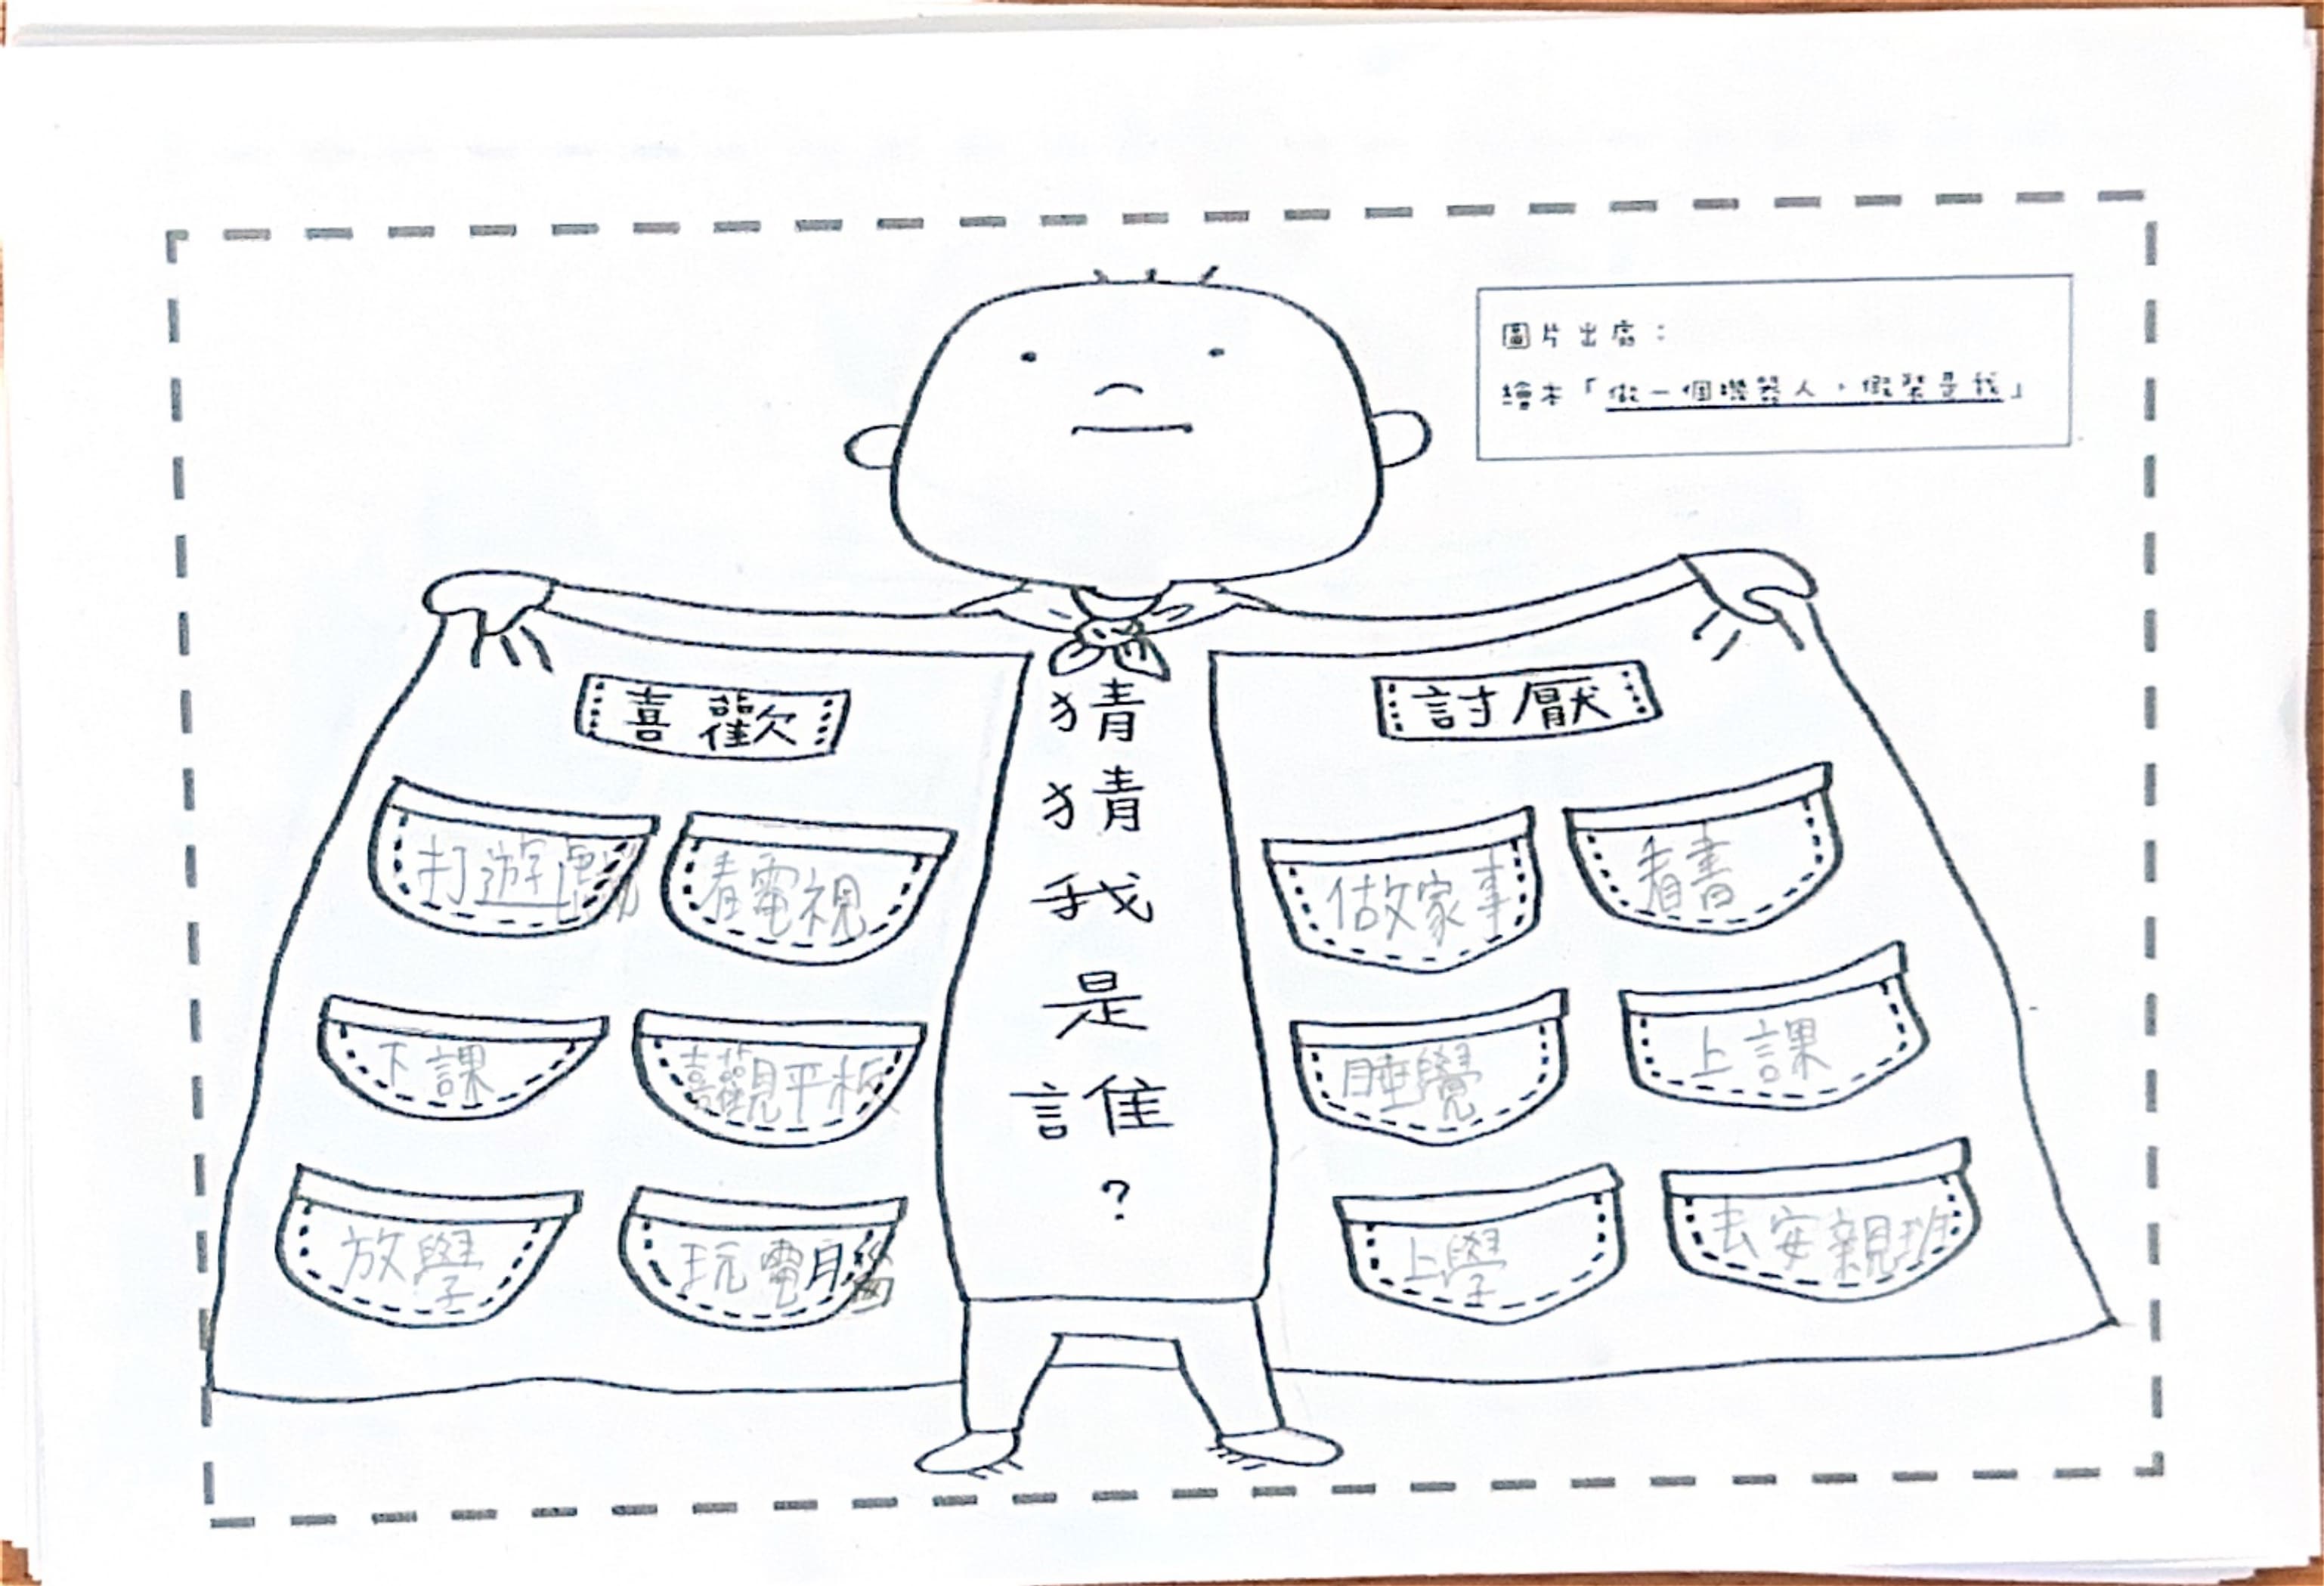 圖片出處：
繪本「做一個機器人，假裝是我」
喜歡
打遊戲
看電視
下課
喜觀平板
放學
玩電腦
猜猜我是誰？
討厭
做家事
看書
睡覺
上課
上學
去安親班